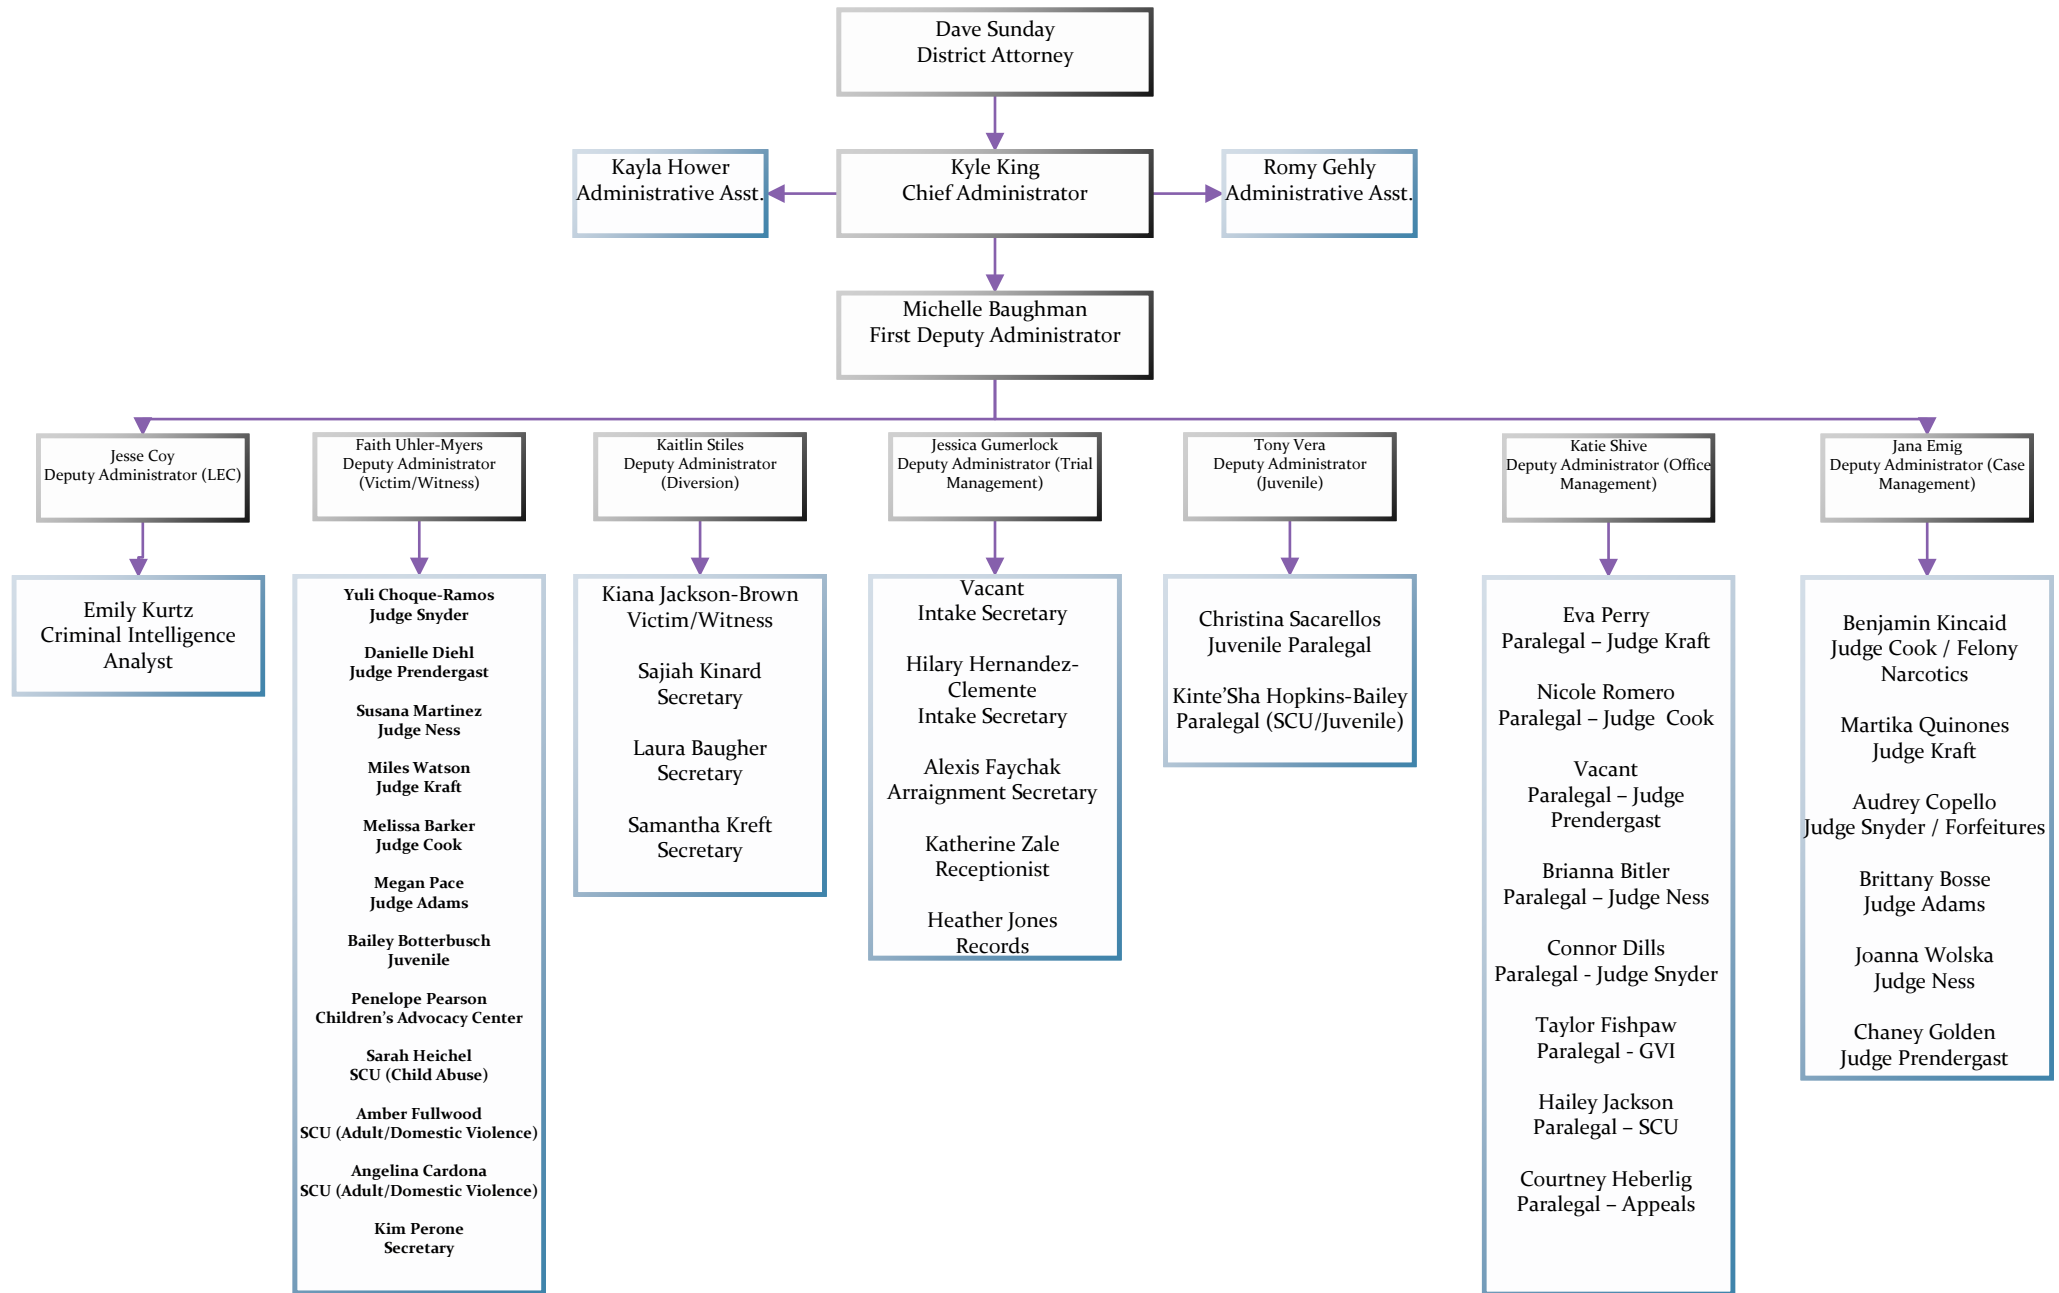 Dave Sunday
District Attorney
Kayla Hower
Administrative Asst.
Kyle King
Chief Administrator
Romy Gehly
Administrative Asst.
Michelle Baughman
First Deputy Administrator
Jesse Coy
Deputy Administrator (LEC)
Faith Uhler-Myers
Deputy Administrator
(Victim/Witness)
Kaitlin Stiles
Deputy Administrator
(Diversion)
Jessica Gumerlock
Deputy Administrator (Trial
Management)
Tony Vera
Deputy Administrator
(Juvenile)
Katie Shive
Deputy Administrator (Office
Management)
Jana Emig
Deputy Administrator (Case
Management)
Emily Kurtz
Criminal Intelligence
Analyst
Yuli Choque-Ramos
Judge Snyder
Danielle Diehl
Judge Prendergast
Susana Martinez
Judge Ness
Miles Watson
Judge Kraft
Melissa Barker
Judge Cook
Megan Pace
Judge Adams
Bailey Botterbusch
Juvenile
Penelope Pearson
Children's Advocacy Center
Sarah Heichel
SCU (Child Abuse)
Amber Fullwood
SCU (Adult/Domestic Violence)
Angelina Cardona
SCU (Adult/Domestic Violence)
Kim Perone
Secretary
Kiana Jackson-Brown
Victim/Witness
Sajiah Kinard
Secretary
Laura Baugher
Secretary
Samantha Kreft
Secretary
Vacant
Intake Secretary
Hilary Hernandez-
Clemente
Intake Secretary
Alexis Faychak
Arraignment Secretary
Katherine Zale
Receptionist
Heather Jones
Records
Christina Sacarellos
Juvenile Paralegal
Kinte'Sha Hopkins-Bailey
Paralegal (SCU/Juvenile)
Eva Perry
Paralegal – Judge Kraft
Nicole Romero
Paralegal – Judge  Cook
Vacant
Paralegal – Judge
Prendergast
Brianna Bitler
Paralegal – Judge Ness
Connor Dills
Paralegal - Judge Snyder
Taylor Fishpaw
Paralegal - GVI
Hailey Jackson
Paralegal – SCU
Courtney Heberlig
Paralegal – Appeals
Benjamin Kincaid
Judge Cook / Felony
Narcotics
Martika Quinones
Judge Kraft
Audrey Copello
Judge Snyder / Forfeitures
Brittany Bosse
Judge Adams
Joanna Wolska
Judge Ness
Chaney Golden
Judge Prendergast